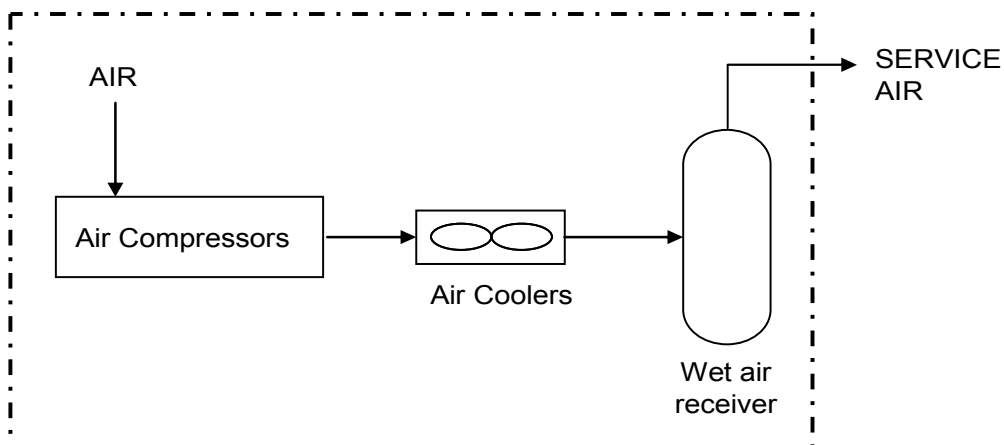 AIR
SERVICE
AIR
Air Compressors
Air Coolers
Wet air
receiver